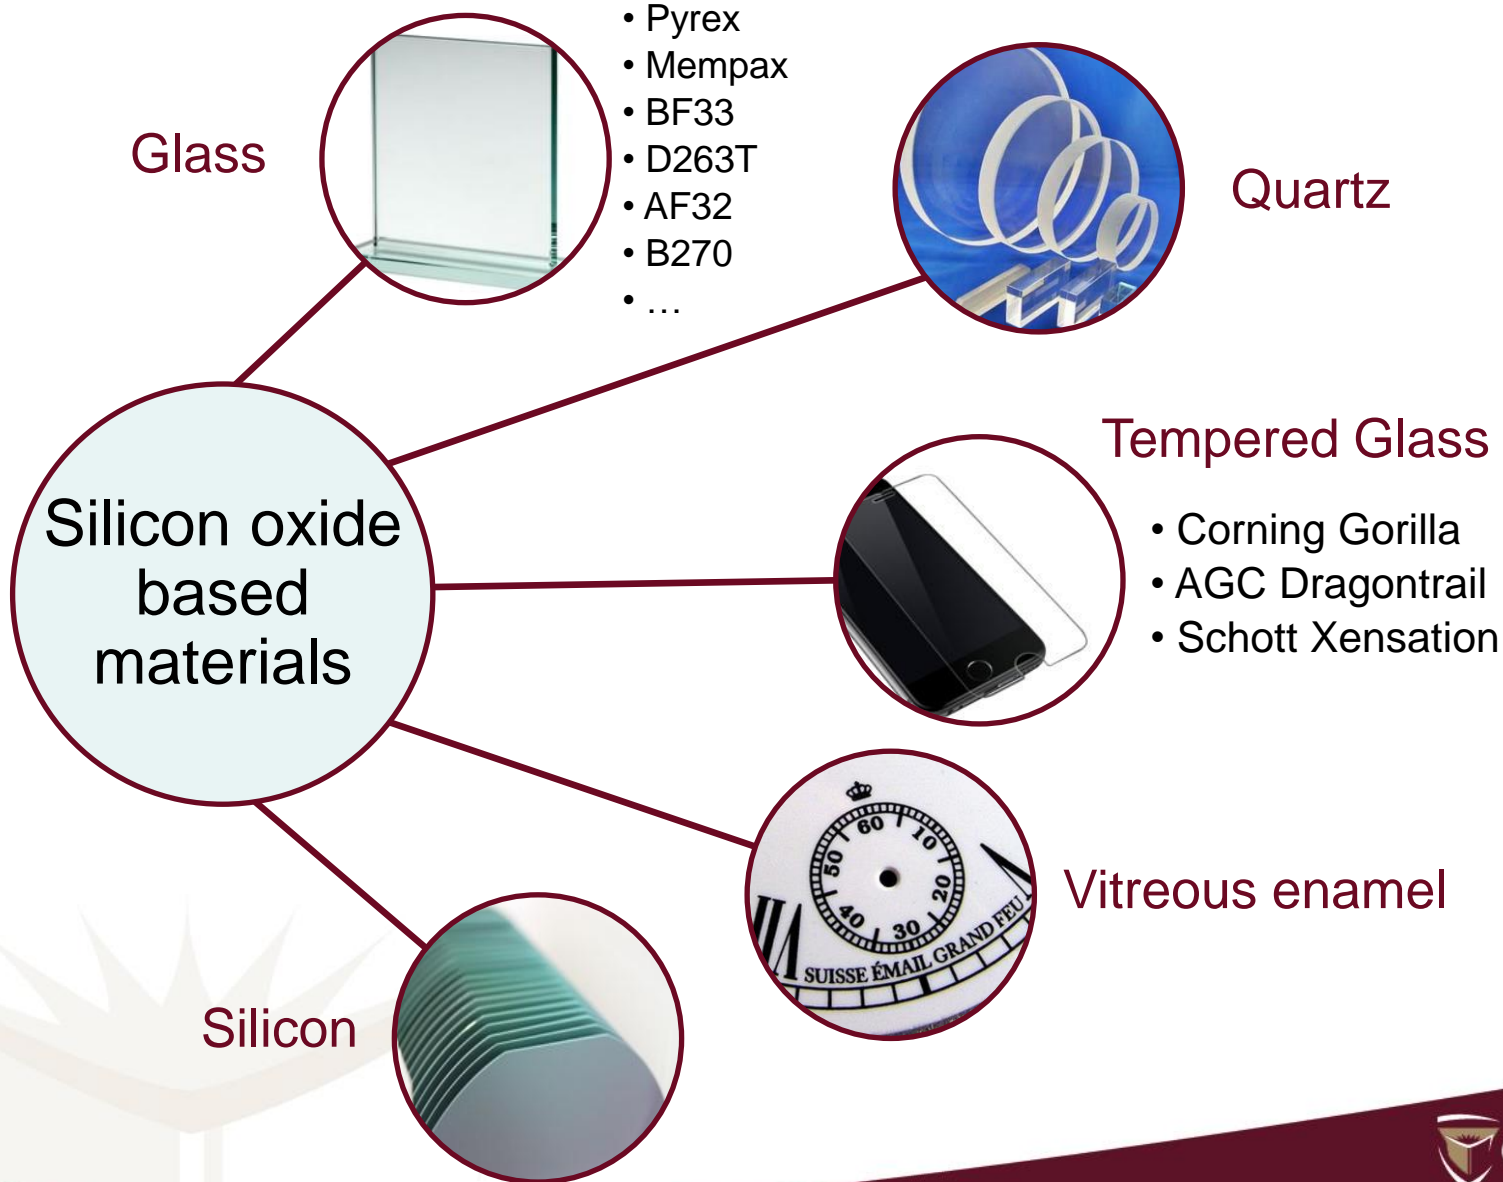 • Pyrex
• Mempax
• BF33
• D263T
• AF32
• B270
• …
Glass
Quartz
Tempered Glass
• Corning Gorilla
• AGC Dragontrail
• Schott Xensation
Silicon oxide
based
materials
Vitreous enamel
60
10
20
30
40
50
SUISSE ÉMAIL GRAND FEU
Silicon